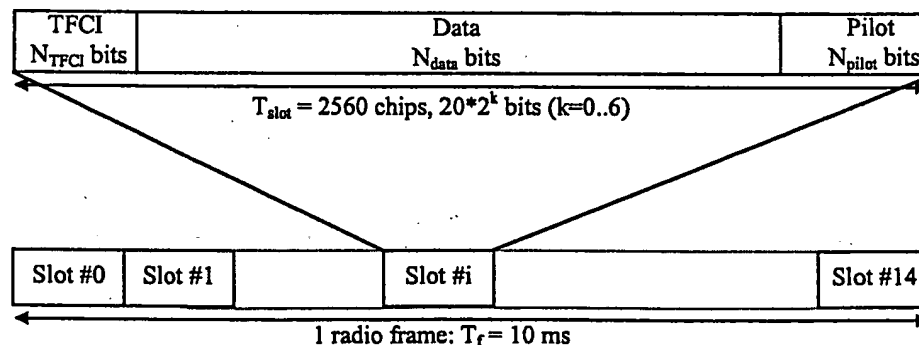 TFCI
N_TFCI bits
Data
N_data bits
Pilot
N_pilot bits
T_slot = 2560 chips, 20*2^k bits (k=0..6)
Slot #0
Slot #1
Slot #i
Slot #14
1 radio frame: T_f = 10 ms